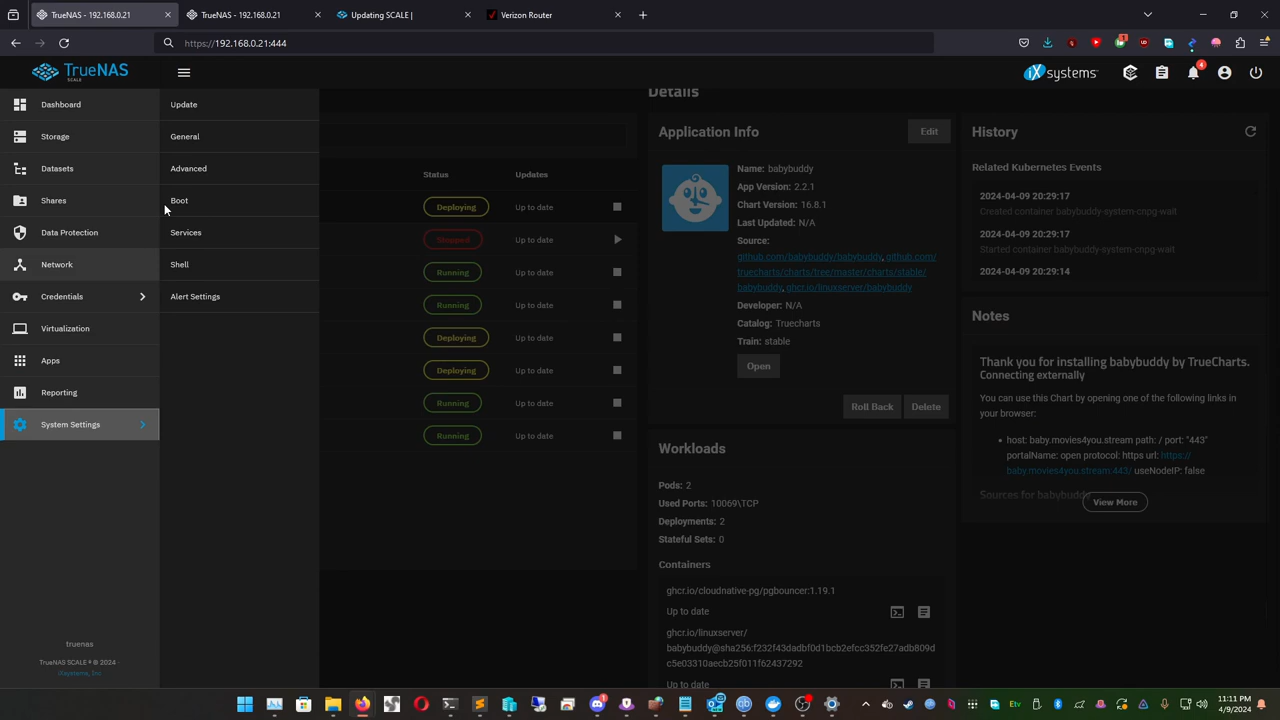 TrueNAS - 192.168.0.21
TrueNAS - 192.168.0.21
Updating SCALE |
Verizon Router
https://192.168.0.21:444
TrueNAS
SCALE
iXsystems
4
Dashboard
Storage
Datasets
Shares
Data Protection
Network
Credentials
Virtualization
Apps
Reporting
System Settings
truenas
TrueNAS SCALE ® © 2024 -
iXsystems, Inc
Update
General
Advanced
Boot
Services
Shell
Alert Settings
Status Updates
Deploying Up to date
Stopped Up to date
Running Up to date
Running Up to date
Deploying Up to date
Deploying Up to date
Running Up to date
Running Up to date
Details
Application Info
Edit
Name: babybuddy
App Version: 2.2.1
Chart Version: 16.8.1
Last Updated: N/A
Source:
github.com/babybuddy/babybuddy, github.com/
truecharts/charts/tree/master/charts/stable/
babybuddy, ghcr.io/linuxserver/babybuddy
Developer: N/A
Catalog: Truecharts
Train: stable
Open
Roll Back Delete
Workloads
Pods: 2
Used Ports: 10069\TCP
Deployments: 2
Stateful Sets: 0
Containers
ghcr.io/cloudnative-pg/pgbouncer:1.19.1
Up to date
ghcr.io/linuxserver/
babybuddy@sha256:f232f43dadbf0d1bcb2efcc352fe27adb809d
c5e03310aecb25f011f62437292
Up to date
History
Related Kubernetes Events
2024-04-09 20:29:17
Created container babybuddy-system-cnpg-wait
2024-04-09 20:29:17
Started container babybuddy-system-cnpg-wait
2024-04-09 20:29:14
Notes
Thank you for installing babybuddy by TrueCharts.
Connecting externally
You can use this Chart by opening one of the following links in
your browser:
• host: baby.movies4you.stream path: / port: "443"
portalName: open protocol: https url: https://
baby.movies4you.stream:443/ useNodeIP: false
Sources for babybuddy
View More
11:11 PM
4/9/2024